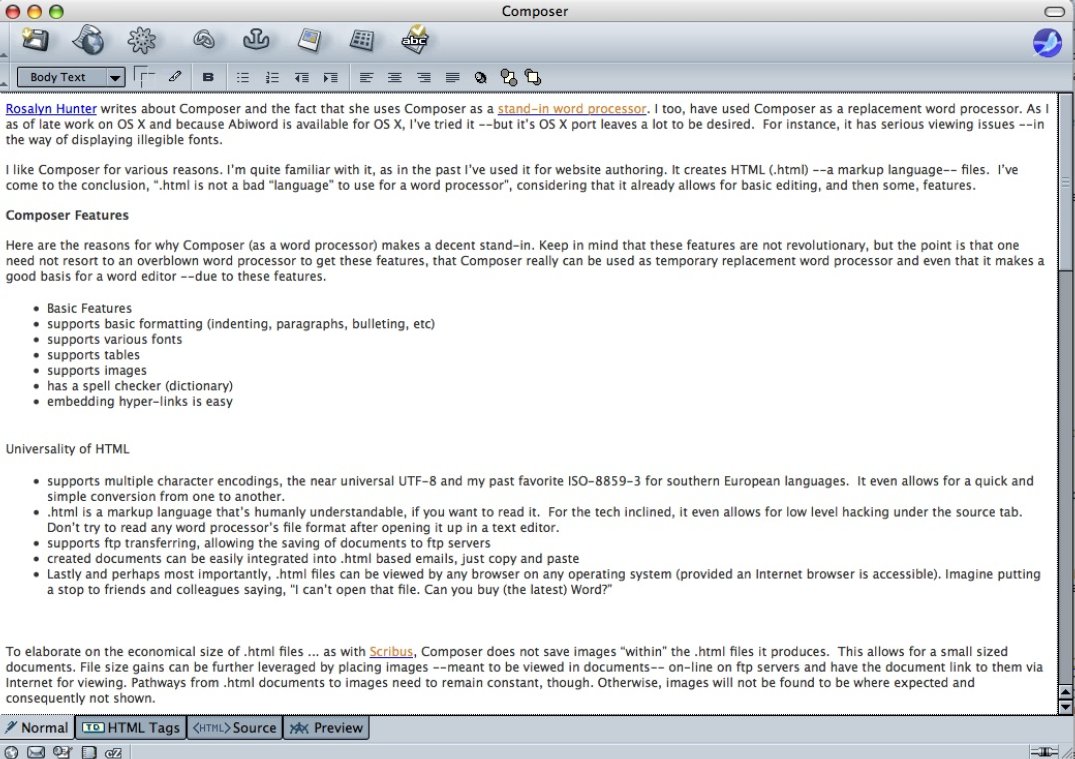 Composer
abc
Body Text
B
Rosalyn Hunter writes about Composer and the fact that she uses Composer as a stand-in word processor. I too, have used Composer as a replacement word processor. As I
as of late work on OS X and because Abiword is available for OS X, I've tried it --but it's OS X port leaves a lot to be desired.  For instance, it has serious viewing issues --in
the way of displaying illegible fonts.
I like Composer for various reasons. I'm quite familiar with it, as in the past I've used it for website authoring. It creates HTML (.html) --a markup language-- files.  I've
come to the conclusion, “.html is not a bad “language” to use for a word processor”, considering that it already allows for basic editing, and then some, features.
Composer Features
Here are the reasons for why Composer (as a word processor) makes a decent stand-in. Keep in mind that these features are not revolutionary, but the point is that one
need not resort to an overblown word processor to get these features, that Composer really can be used as temporary replacement word processor and even that it makes a
good basis for a word editor --due to these features.
• Basic Features
• supports basic formatting (indenting, paragraphs, bulleting, etc)
• supports various fonts
• supports tables
• supports images
• has a spell checker (dictionary)
• embedding hyper-links is easy
Universality of HTML
• supports multiple character encodings, the near universal UTF-8 and my past favorite ISO-8859-3 for southern European languages.  It even allows for a quick and
simple conversion from one to another.
• .html is a markup language that's humanly understandable, if you want to read it.  For the tech inclined, it even allows for low level hacking under the source tab.
Don't try to read any word processor's file format after opening it up in a text editor.
• supports ftp transferring, allowing the saving of documents to ftp servers
• created documents can be easily integrated into .html based emails, just copy and paste
• Lastly and perhaps most importantly, .html files can be viewed by any browser on any operating system (provided an Internet browser is accessible). Imagine putting
a stop to friends and colleagues saying, "I can't open that file. Can you buy (the latest) Word?"
To elaborate on the economical size of .html files ... as with Scribus, Composer does not save images “within” the .html files it produces.  This allows for a small sized
documents. File size gains can be further leveraged by placing images --meant to be viewed in documents-- on-line on ftp servers and have the document link to them via
Internet for viewing. Pathways from .html documents to images need to remain constant, though. Otherwise, images will not be found to be where expected and
consequently not shown.
Normal TD HTML Tags <HTML> Source Preview
cZ